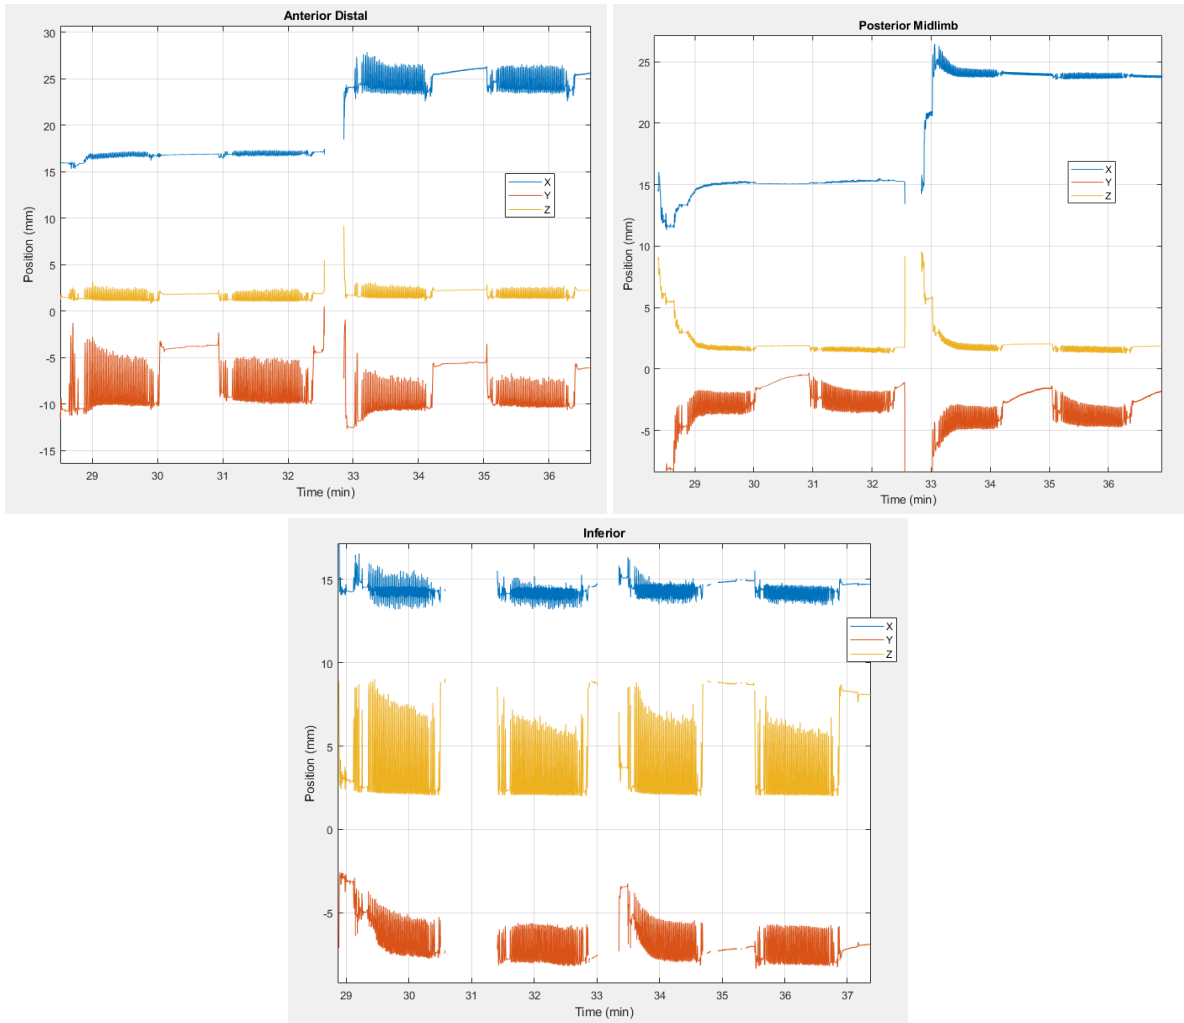 Anterior Distal
30
25
20
15
10
5
0
-5
-10
-15
Position (mm)
X
Y
Z
29
30
31
32
33
34
35
36
Time (min)
Posterior Midlimb
25
20
15
10
5
0
-5
Position (mm)
X
Y
Z
29
30
31
32
33
34
35
36
Time (min)
Inferior
15
10
5
0
-5
Position (mm)
X
Y
Z
29
30
31
32
33
34
35
36
37
Time (min)